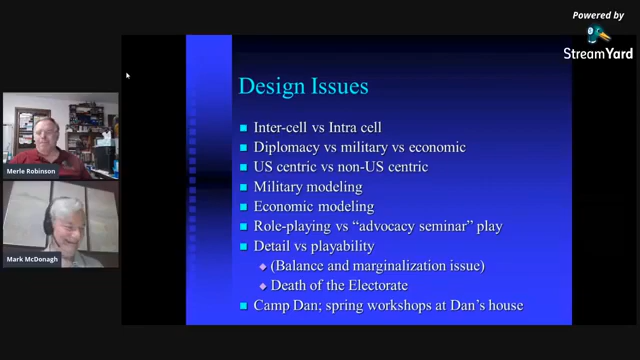 Powered by
StreamYard
Design Issues
Inter-cell vs Intra cell
Diplomacy vs military vs economic
US centric vs non-US centric
Military modeling
Economic modeling
Role-playing vs “advocacy seminar” play
Detail vs playability
(Balance and marginalization issue)
Death of the Electorate
Camp Dan; spring workshops at Dan’s house
Merle Robinson
Mark McDonagh